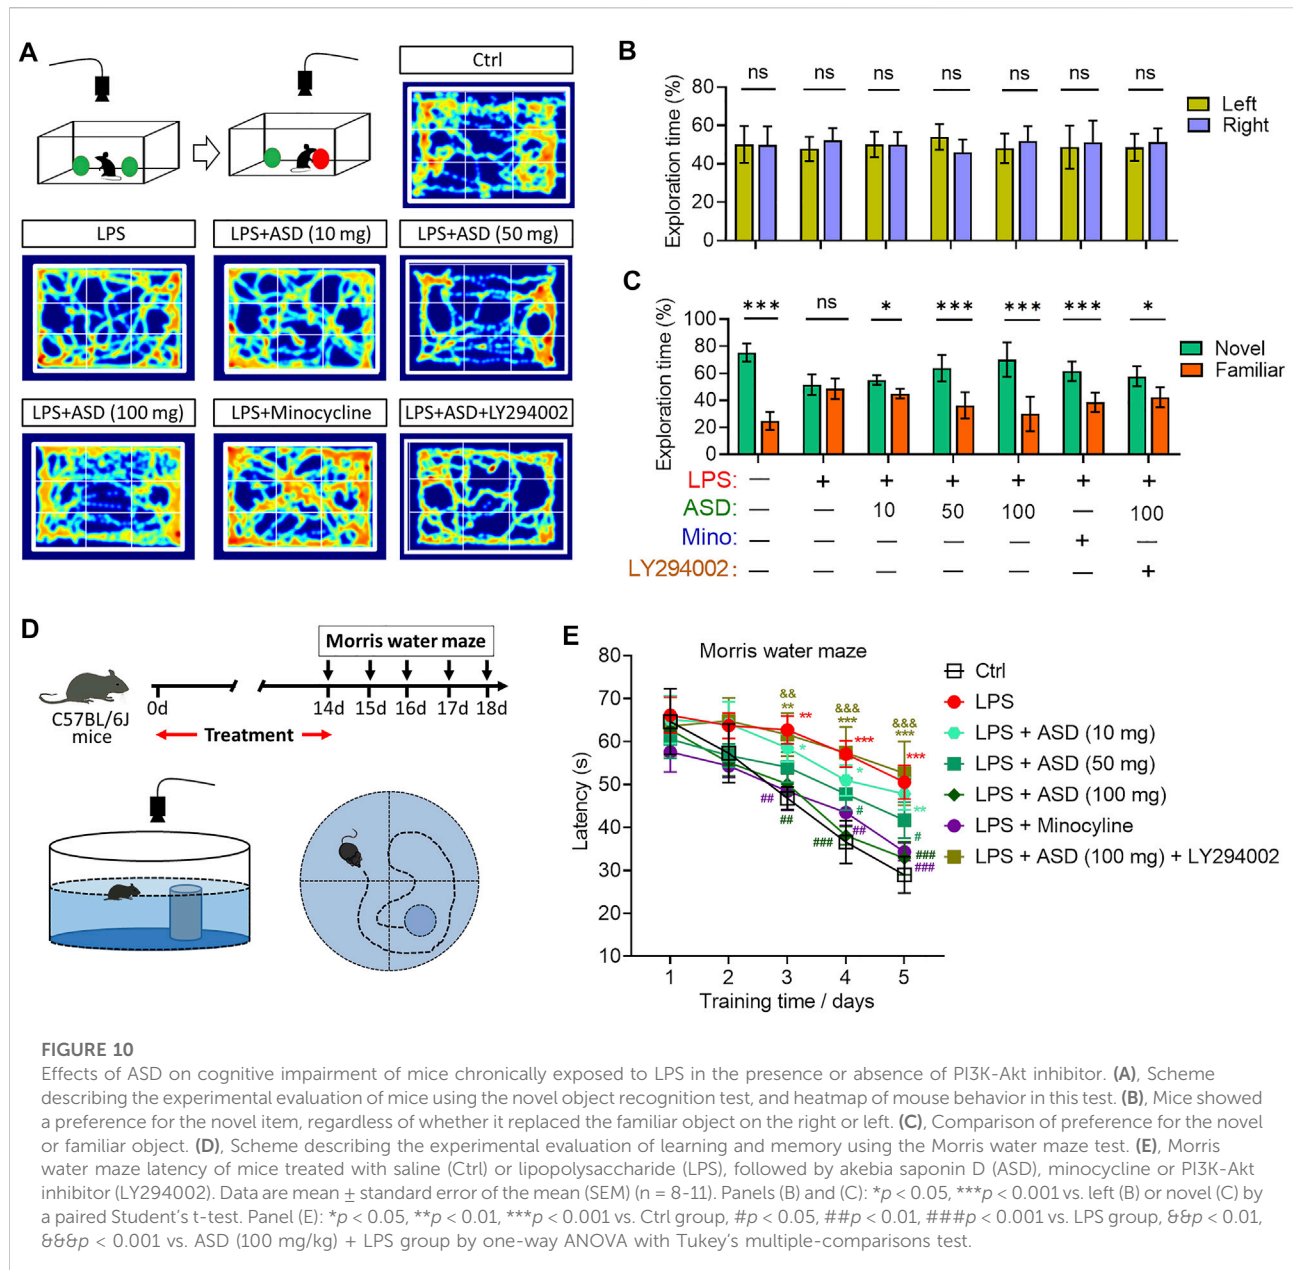 A
Ctrl
LPS
LPS+ASD (10 mg)
LPS+ASD (50 mg)
LPS+ASD (100 mg)
LPS+Minocycline
LPS+ASD+LY294002
B
ns ns ns ns ns ns ns
Exploration time (%)
80
60
40
20
0
Left
Right
C
*** ns * *** *** *** *
Exploration time (%)
100
80
60
40
20
0
Novel
Familiar
LPS: — + + + + + +
ASD: — — 10 50 100 — 100
Mino: — — — — — + —
LY294002: — — — — — — +
D
Morris water maze
C57BL/6J
mice
0d
14d 15d 16d 17d 18d
Treatment
E
Morris water maze
Latency (s)
80
70
60
50
40
30
20
10
1 2 3 4 5
Training time / days
&&
**
**
*
##
##
&&&
***
***
*
#
##
###
&&&
***
***
**
#
###
###
Ctrl
LPS
LPS + ASD (10 mg)
LPS + ASD (50 mg)
LPS + ASD (100 mg)
LPS + Minocyline
LPS + ASD (100 mg) + LY294002
FIGURE 10
Effects of ASD on cognitive impairment of mice chronically exposed to LPS in the presence or absence of PI3K-Akt inhibitor. (A), Scheme
describing the experimental evaluation of mice using the novel object recognition test, and heatmap of mouse behavior in this test. (B), Mice showed
a preference for the novel item, regardless of whether it replaced the familiar object on the right or left. (C), Comparison of preference for the novel
or familiar object. (D), Scheme describing the experimental evaluation of learning and memory using the Morris water maze test. (E), Morris
water maze latency of mice treated with saline (Ctrl) or lipopolysaccharide (LPS), followed by akebia saponin D (ASD), minocycline or PI3K-Akt
inhibitor (LY294002). Data are mean ± standard error of the mean (SEM) (n = 8-11). Panels (B) and (C): *p < 0.05, ***p < 0.001 vs. left (B) or novel (C) by
a paired Student's t-test. Panel (E): *p < 0.05, **p < 0.01, ***p < 0.001 vs. Ctrl group, #p < 0.05, ##p < 0.01, ###p < 0.001 vs. LPS group, &&p < 0.01,
&&&p < 0.001 vs. ASD (100 mg/kg) + LPS group by one-way ANOVA with Tukey's multiple-comparisons test.